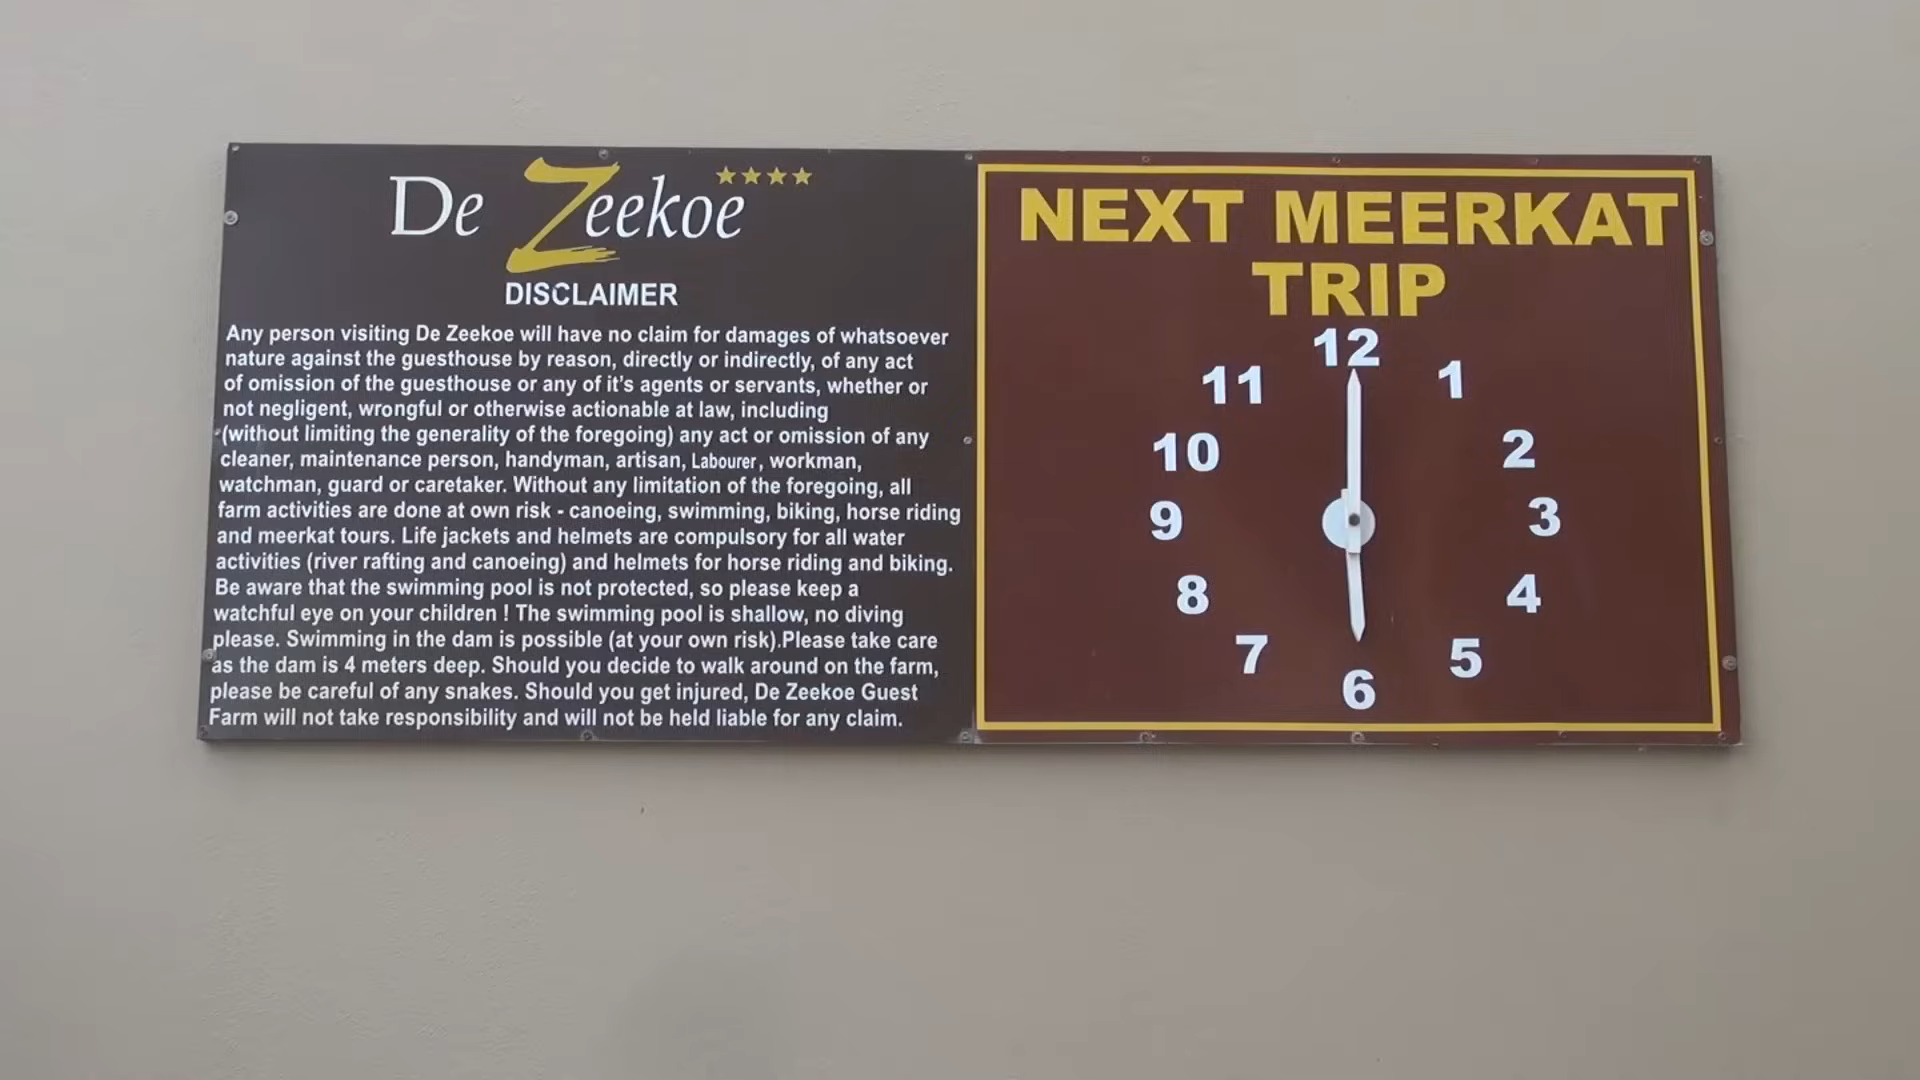 De Zeekoe
DISCLAIMER
Any person visiting De Zeekoe will have no claim for damages of whatsoever
nature against the guesthouse by reason, directly or indirectly, of any act
of omission of the guesthouse or any of it's agents or servants, whether or
not negligent, wrongful or otherwise actionable at law, including
(without limiting the generality of the foregoing) any act or omission of any
cleaner, maintenance person, handyman, artisan, Labourer, workman,
watchman, guard or caretaker. Without any limitation of the foregoing, all
farm activities are done at own risk - canoeing, swimming, biking, horse riding
and meerkat tours. Life jackets and helmets are compulsory for all water
activities (river rafting and canoeing) and helmets for horse riding and biking.
Be aware that the swimming pool is not protected, so please keep a
watchful eye on your children ! The swimming pool is shallow, no diving
please. Swimming in the dam is possible (at your own risk).Please take care
as the dam is 4 meters deep. Should you decide to walk around on the farm,
please be careful of any snakes. Should you get injured, De Zeekoe Guest
Farm will not take responsibility and will not be held liable for any claim.
NEXT MEERKAT
TRIP
12
1
2
3
4
5
6
7
8
9
10
11